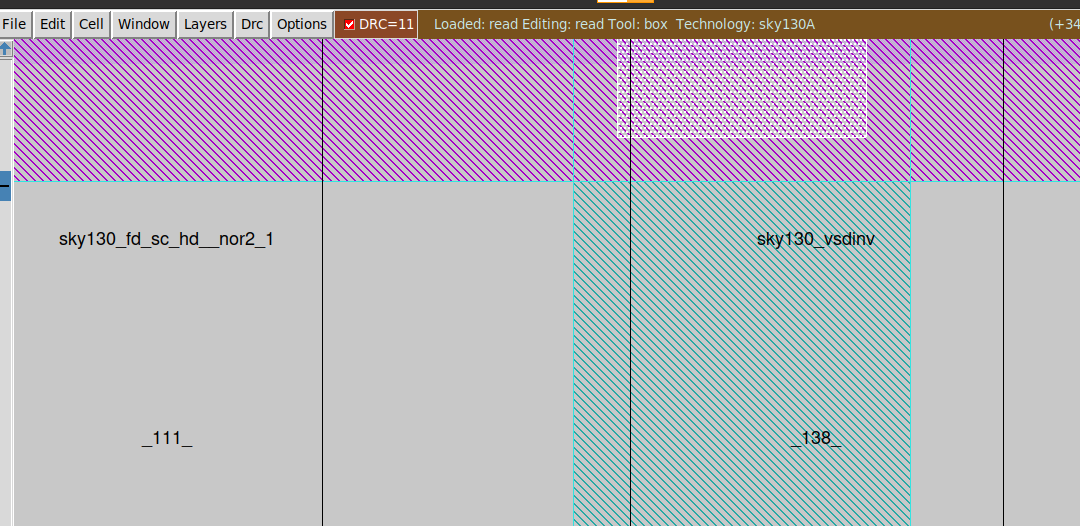 File Edit Cell Window Layers Drc Options DRC=11 Loaded: read Editing: read Tool: box Technology: sky130A (+34
sky130_fd_sc_hd__nor2_1 sky130_vsdinv
_111_ _138_